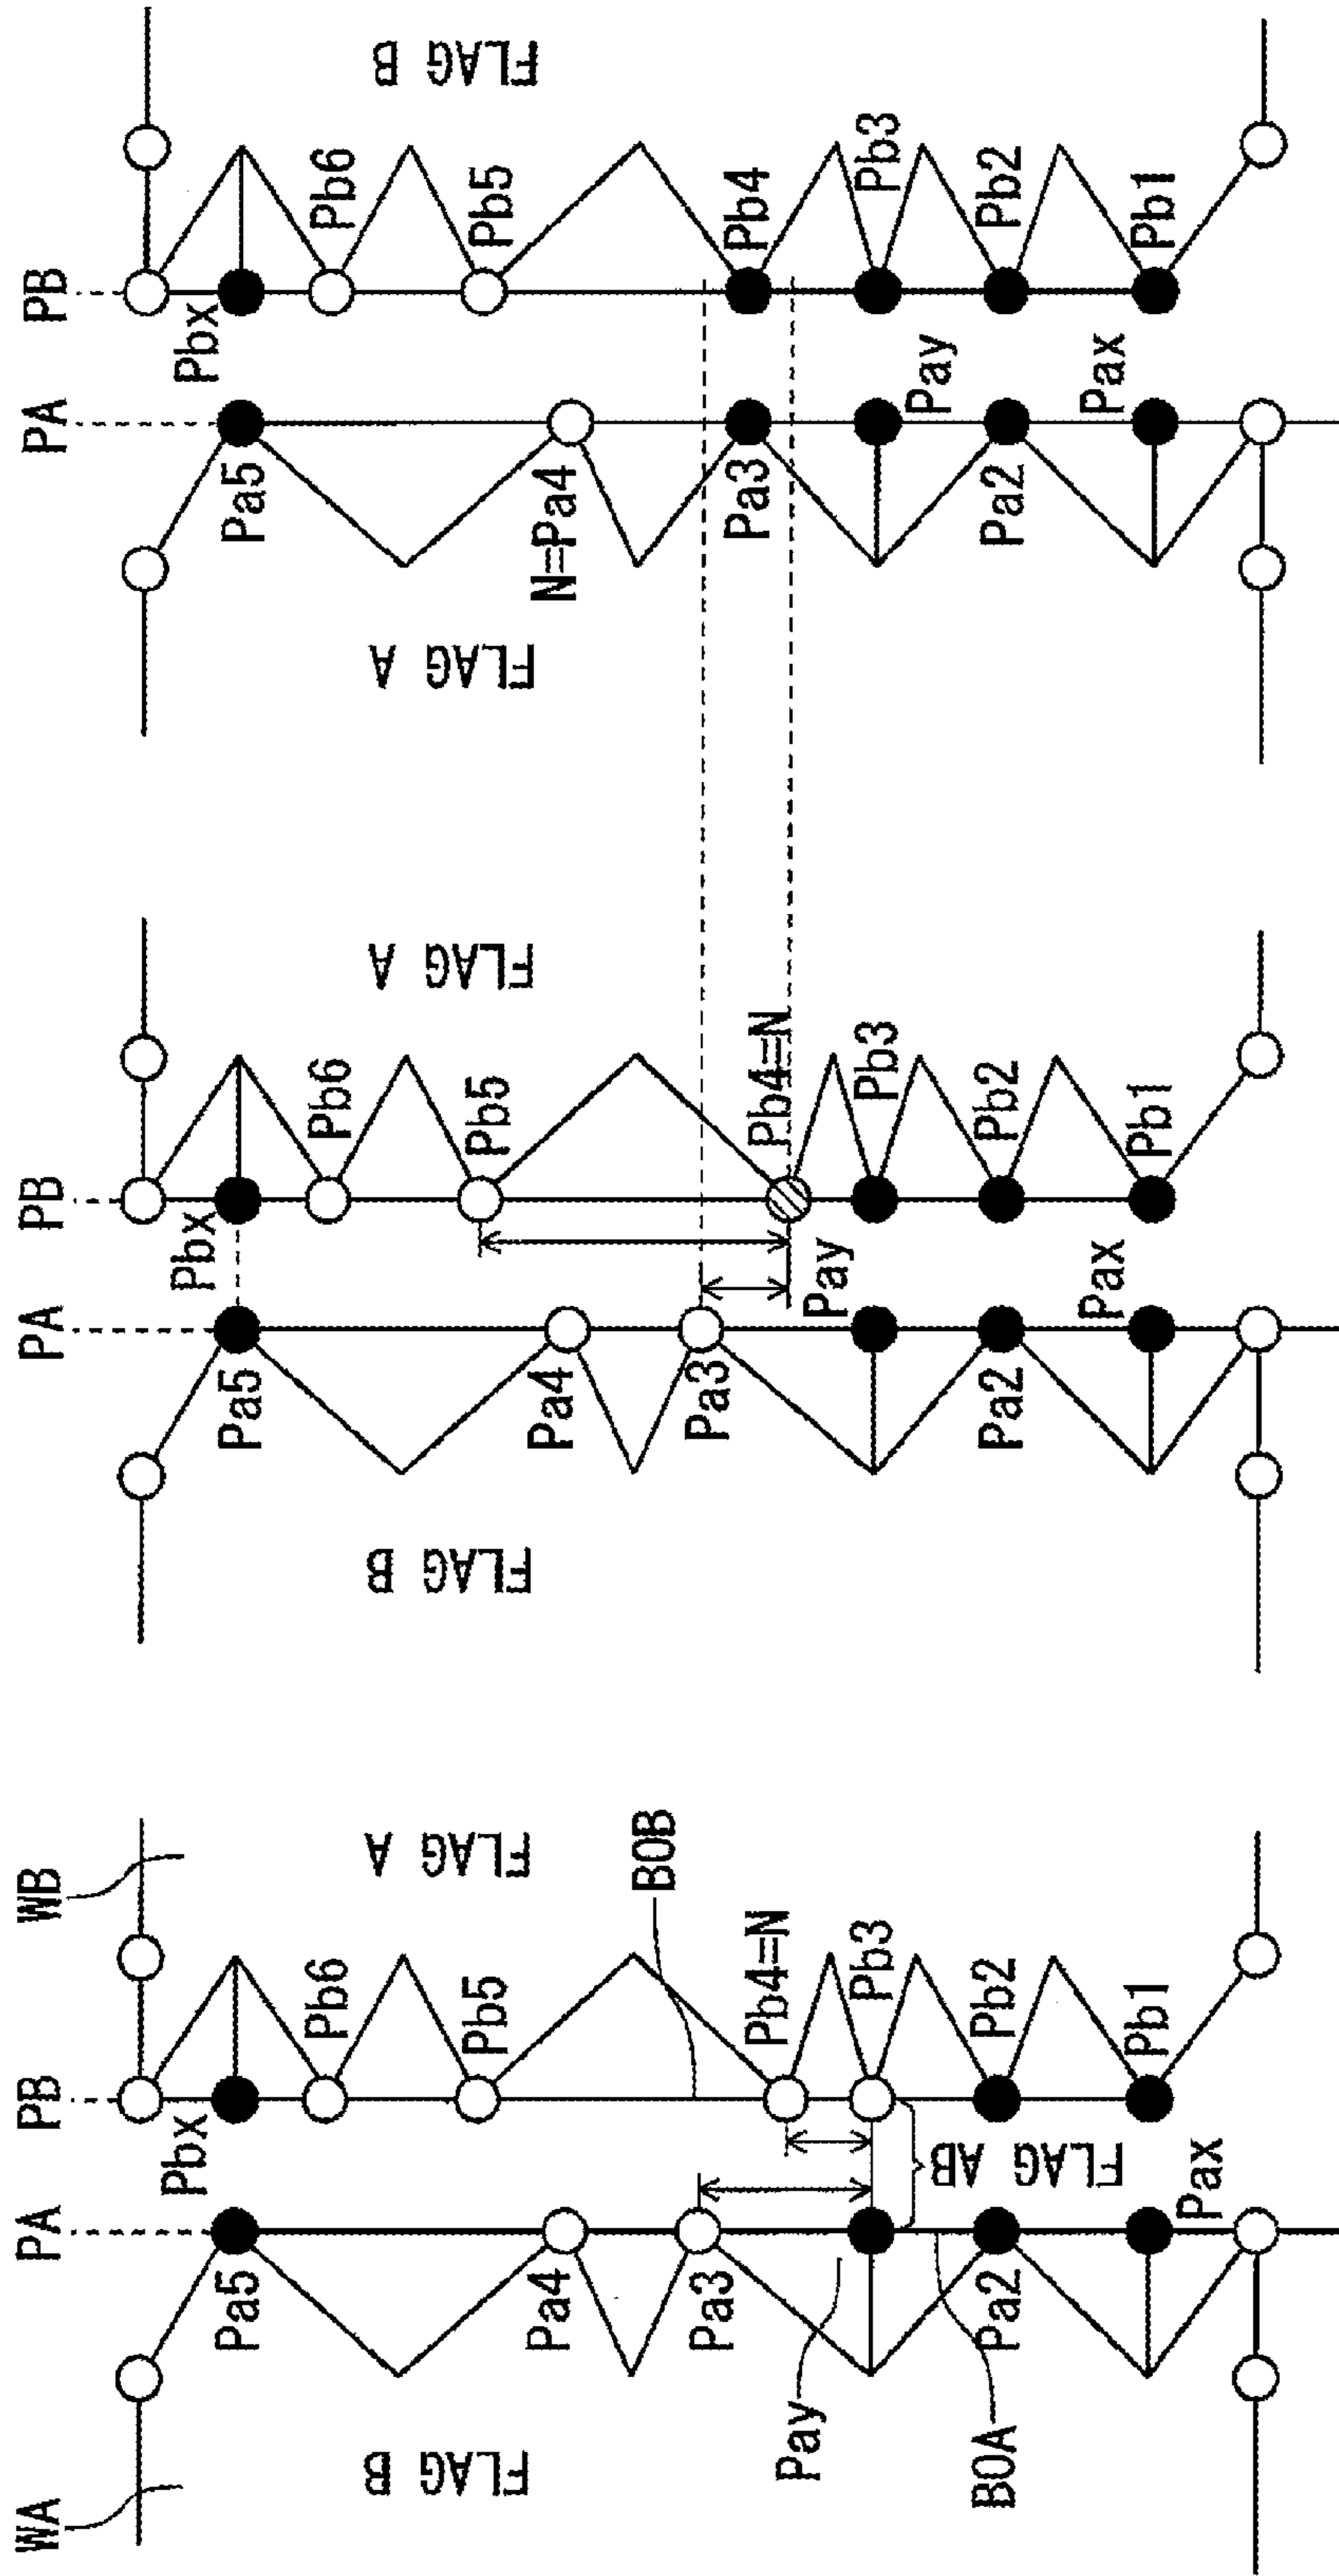 WA
PA
PB
WB
Pbx
Pa5
Pb6
Pa4
Pb5
Pa3
Pb4=N
Pb3
Pay
Pa2
Pb2
Pb1
Pax
BOA
BOB
FLAG B
FLAG A
FLAG AB
PA
PB
Pbx
Pa5
Pb6
Pa4
Pb5
Pa3
Pb4=N
Pay
Pb3
Pa2
Pb2
Pax
Pb1
FLAG B
FLAG A
PA
PB
Pbx
Pa5
Pb6
N=Pa4
Pb5
Pa3
Pb4
Pay
Pb3
Pa2
Pb2
Pax
Pb1
FLAG A
FLAG B